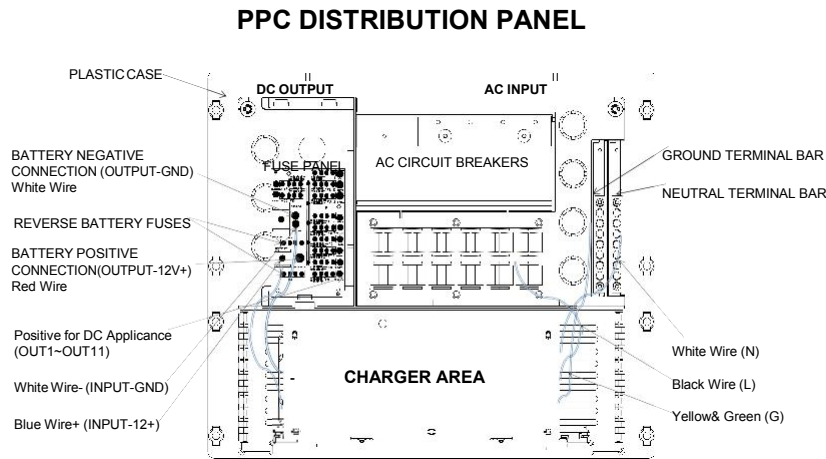 PPC DISTRIBUTION PANEL
PLASTIC CASE
DC OUTPUT
AC INPUT
BATTERY NEGATIVE
CONNECTION (OUTPUT-GND)
White Wire
FUSE PANEL
AC CIRCUIT BREAKERS
GROUND TERMINAL BAR
NEUTRAL TERMINAL BAR
REVERSE BATTERY FUSES
BATTERY POSITIVE
CONNECTION(OUTPUT-12V+)
Red Wire
Positive for DC Applicance
(OUT1~OUT11)
White Wire- (INPUT-GND)
Blue Wire+ (INPUT-12+)
CHARGER AREA
White Wire (N)
Black Wire (L)
Yellow& Green (G)